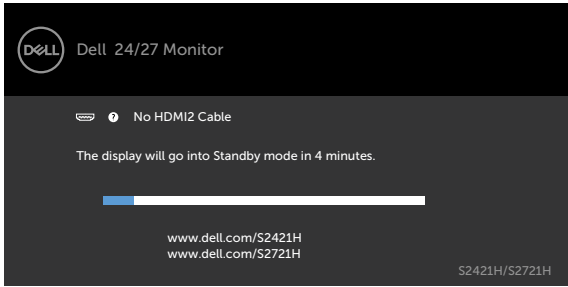 DELL
Dell 24/27 Monitor
? No HDMI2 Cable
The display will go into Standby mode in 4 minutes.
www.dell.com/S2421H
www.dell.com/S2721H
S2421H/S2721H